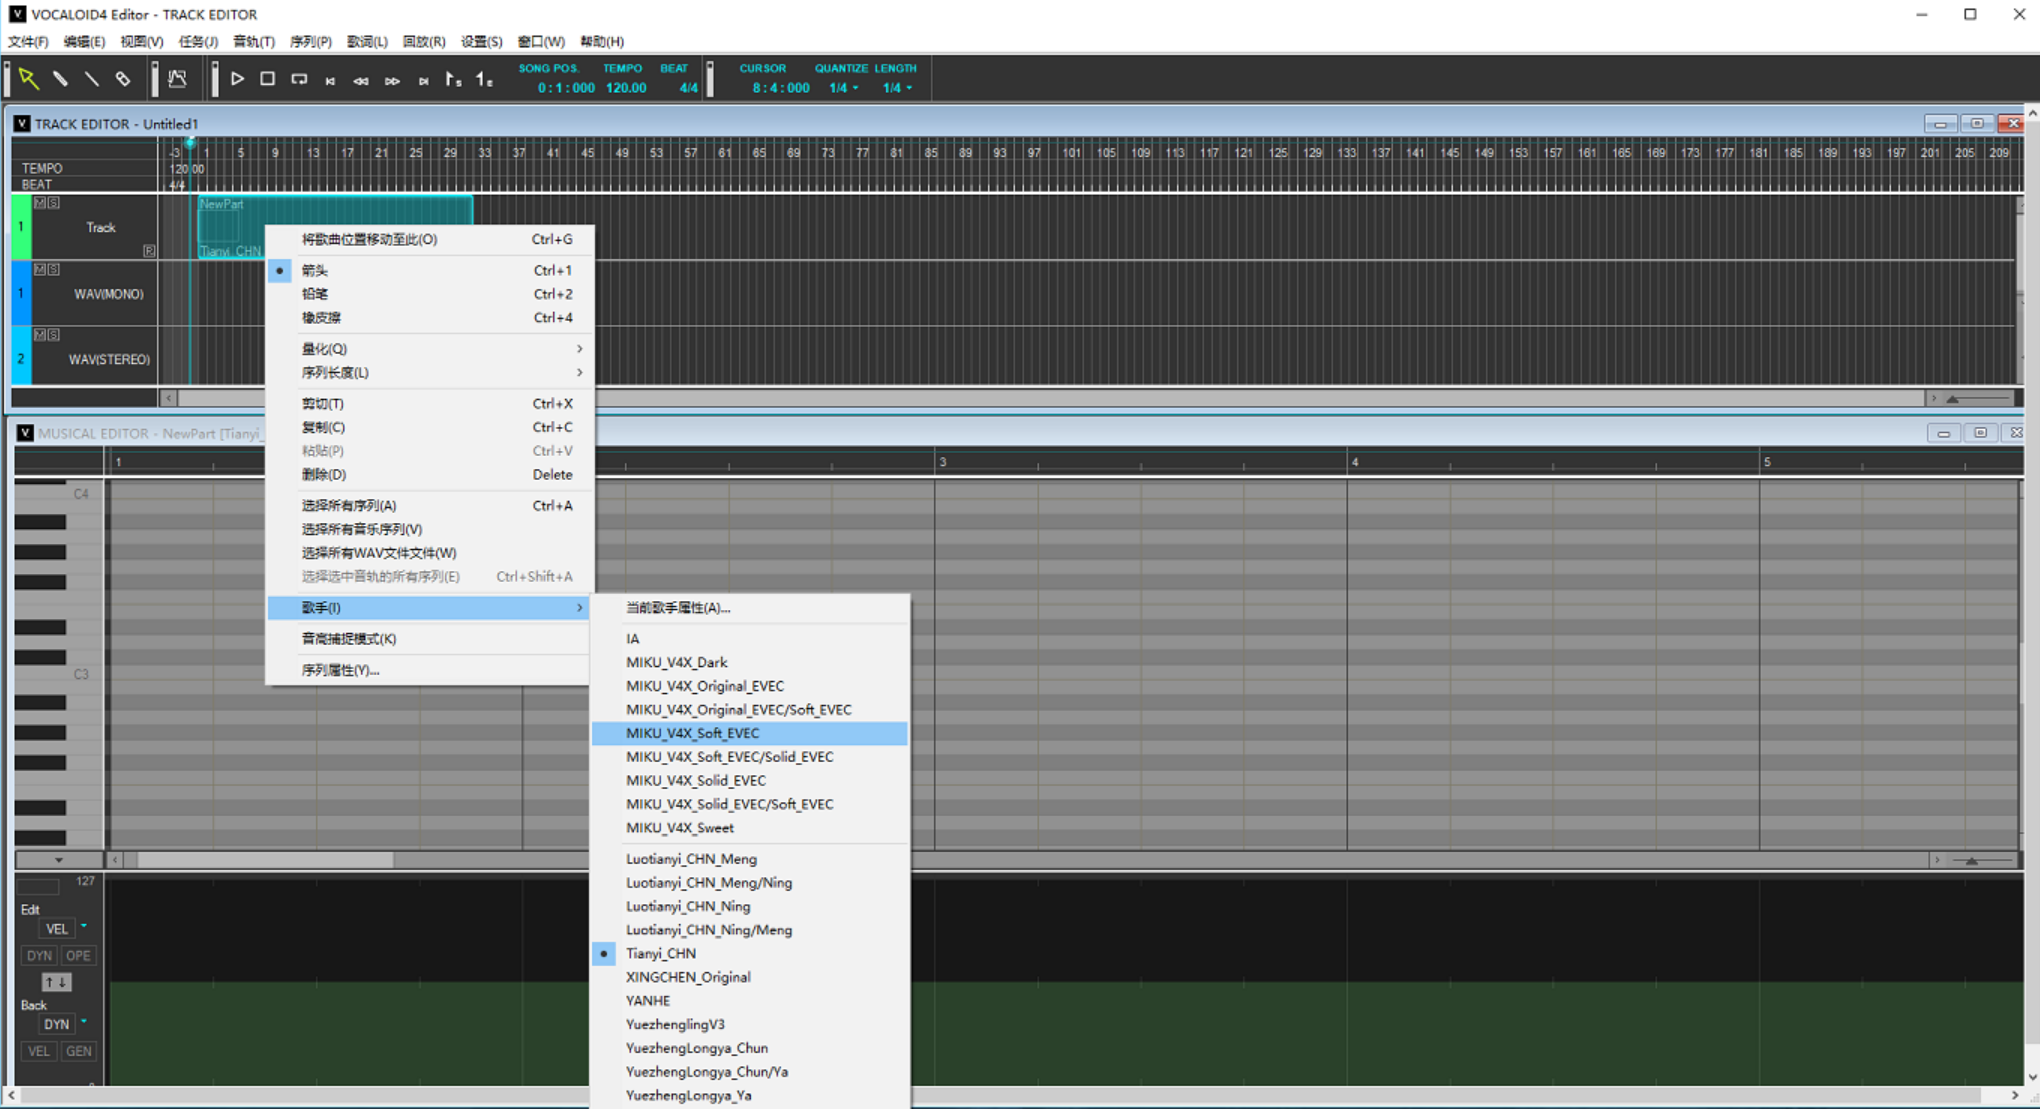 VOCALOID4 Editor - TRACK EDITOR
文件(F) 编辑(E) 视图(V) 任务(J) 音轨(T) 序列(P) 歌词(L) 回放(R) 设置(S) 窗口(W) 帮助(H)
SONG POS. TEMPO BEAT CURSOR QUANTIZE LENGTH
0:1:000 120.00 4/4 8:4:000 1/4 1/4
TRACK EDITOR - Untitled1
-3 1 5 9 13 17 21 25 29 33 37 41 45 49 53 57 61 65 69 73 77 81 85 89 93 97 101 105 109 113 117 121 125 129 133 137 141 145 149 153 157 161 165 169 173 177 181 185 189 193 197 201 205 209
TEMPO 120.00
BEAT 4/4
M S NewPart
1 Track
R Tianyi_CHN
M S
1 WAV(MONO)
M S
2 WAV(STEREO)
将歌曲位置移动至此(O) Ctrl+G
箭头 Ctrl+1
铅笔 Ctrl+2
橡皮擦 Ctrl+4
量化(Q)
序列长度(L)
剪切(T) Ctrl+X
复制(C) Ctrl+C
粘贴(P) Ctrl+V
删除(D) Delete
选择所有序列(A) Ctrl+A
选择所有音乐序列(V)
选择所有WAV文件文件(W)
选择选中音轨的所有序列(E) Ctrl+Shift+A
歌手(I)
音高捕捉模式(K)
序列属性(Y)...
MUSICAL EDITOR - NewPart [Tianyi_
1 3 4 5
C4
C3
当前歌手属性(A)...
IA
MIKU_V4X_Dark
MIKU_V4X_Original_EVEC
MIKU_V4X_Original_EVEC/Soft_EVEC
MIKU_V4X_Soft_EVEC
MIKU_V4X_Soft_EVEC/Solid_EVEC
MIKU_V4X_Solid_EVEC
MIKU_V4X_Solid_EVEC/Soft_EVEC
MIKU_V4X_Sweet
Luotianyi_CHN_Meng
Luotianyi_CHN_Meng/Ning
Luotianyi_CHN_Ning
Luotianyi_CHN_Ning/Meng
Tianyi_CHN
XINGCHEN_Original
YANHE
YuezhenglingV3
YuezhengLongya_Chun
YuezhengLongya_Chun/Ya
YuezhengLongya_Ya
127
Edit
VEL
DYN OPE
Back
DYN
VEL GEN